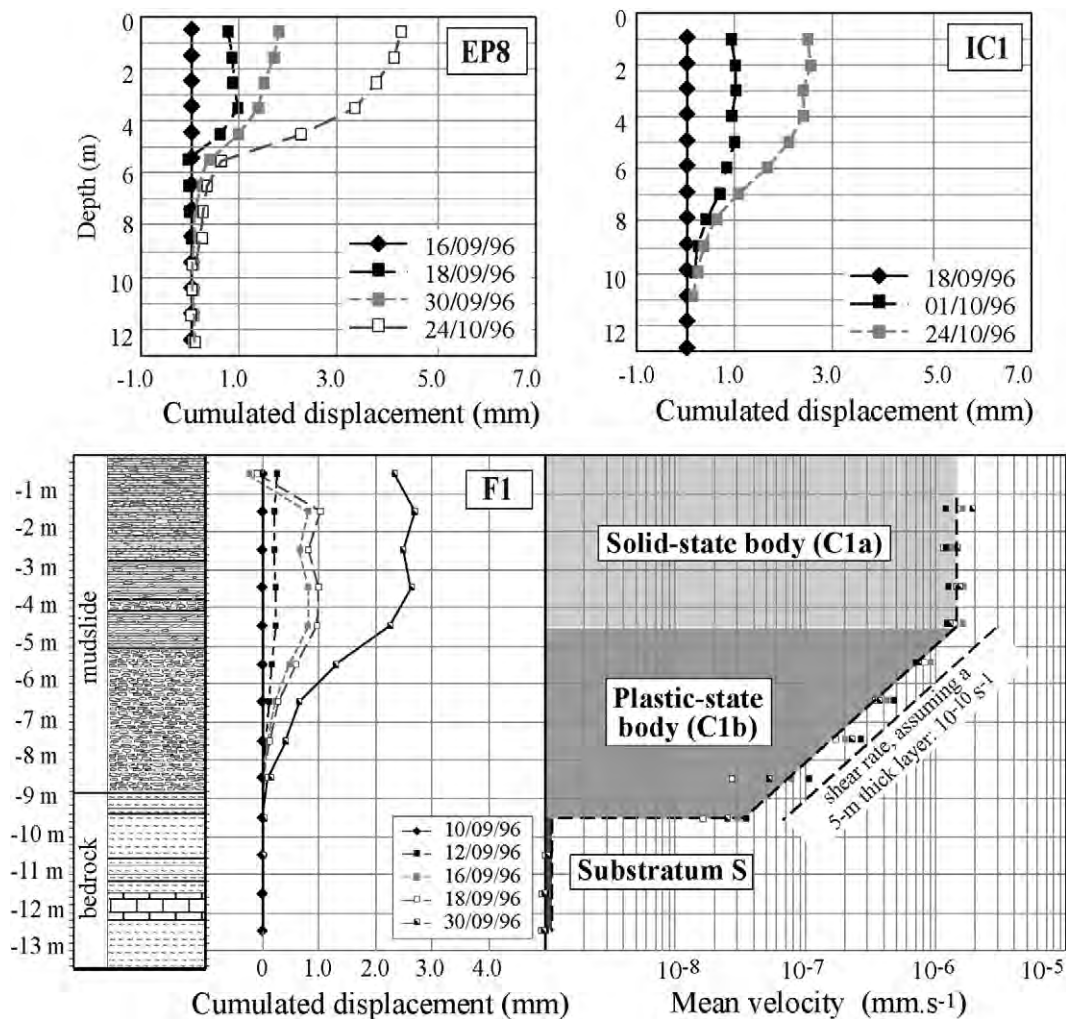 EP8
0
2
4
6
8
10
12
Depth (m)
16/09/96
18/09/96
30/09/96
24/10/96
-1.0
1.0
3.0
5.0
7.0
Cumulated displacement (mm)
IC1
0
2
4
6
8
10
12
18/09/96
01/10/96
24/10/96
-1.0
1.0
3.0
5.0
7.0
Cumulated displacement (mm)
-1 m
-2 m
-3 m
-4 m
-5 m
-6 m
-7 m
-8 m
-9 m
-10 m
-11 m
-12 m
-13 m
mudslide
bedrock
F1
10/09/96
12/09/96
16/09/96
18/09/96
30/09/96
0
1.0
2.0
3.0
4.0
Cumulated displacement (mm)
Solid-state body (C1a)
Plastic-state
body (C1b)
shear rate, assuming a
5-m thick layer: 10-10 s-1
Substratum S
10-8
10-7
10-6
10-5
Mean velocity (mm.s-1)